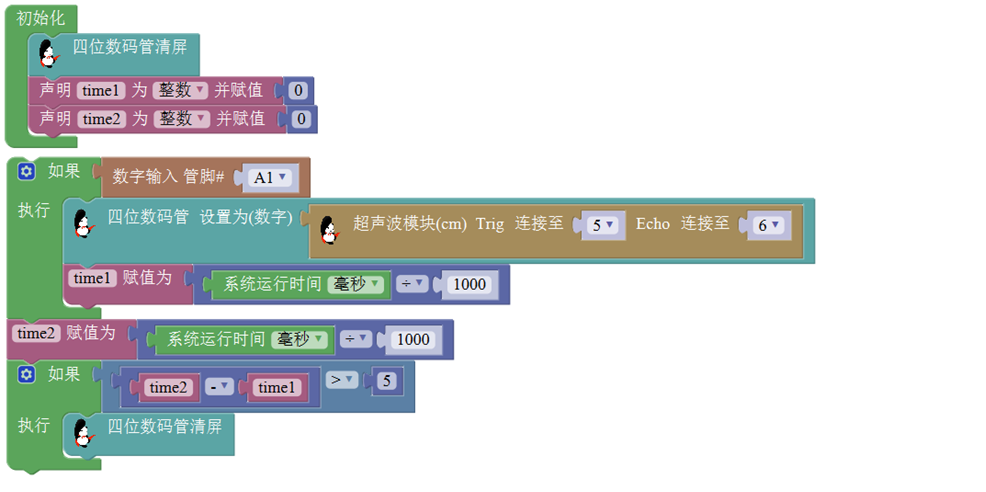 初始化
四位数码管清屏
声明 time1 为 整数 并赋值 0
声明 time2 为 整数 并赋值 0
如果 数字输入 管脚# A1
执行 四位数码管 设置为(数字) 超声波模块(cm) Trig 连接至 5 Echo 连接至 6
time1 赋值为 系统运行时间 毫秒 ÷ 1000
time2 赋值为 系统运行时间 毫秒 ÷ 1000
如果 time2 - time1 > 5
执行 四位数码管清屏